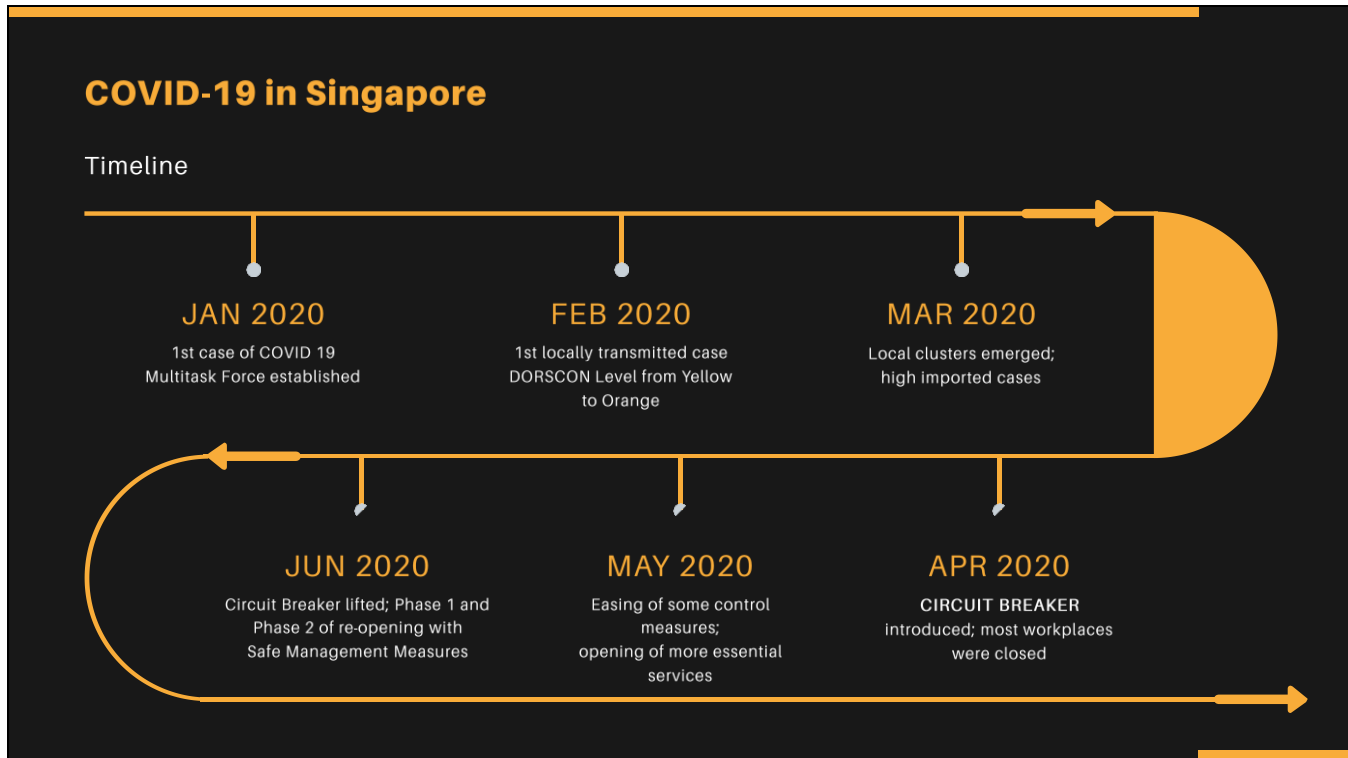 COVID-19 in Singapore
Timeline
JAN 2020
1st case of COVID 19
Multitask Force established
FEB 2020
1st locally transmitted case
DORSCON Level from Yellow
to Orange
MAR 2020
Local clusters emerged;
high imported cases
JUN 2020
Circuit Breaker lifted; Phase 1 and
Phase 2 of re-opening with
Safe Management Measures
MAY 2020
Easing of some control
measures;
opening of more essential
services
APR 2020
CIRCUIT BREAKER
introduced; most workplaces
were closed